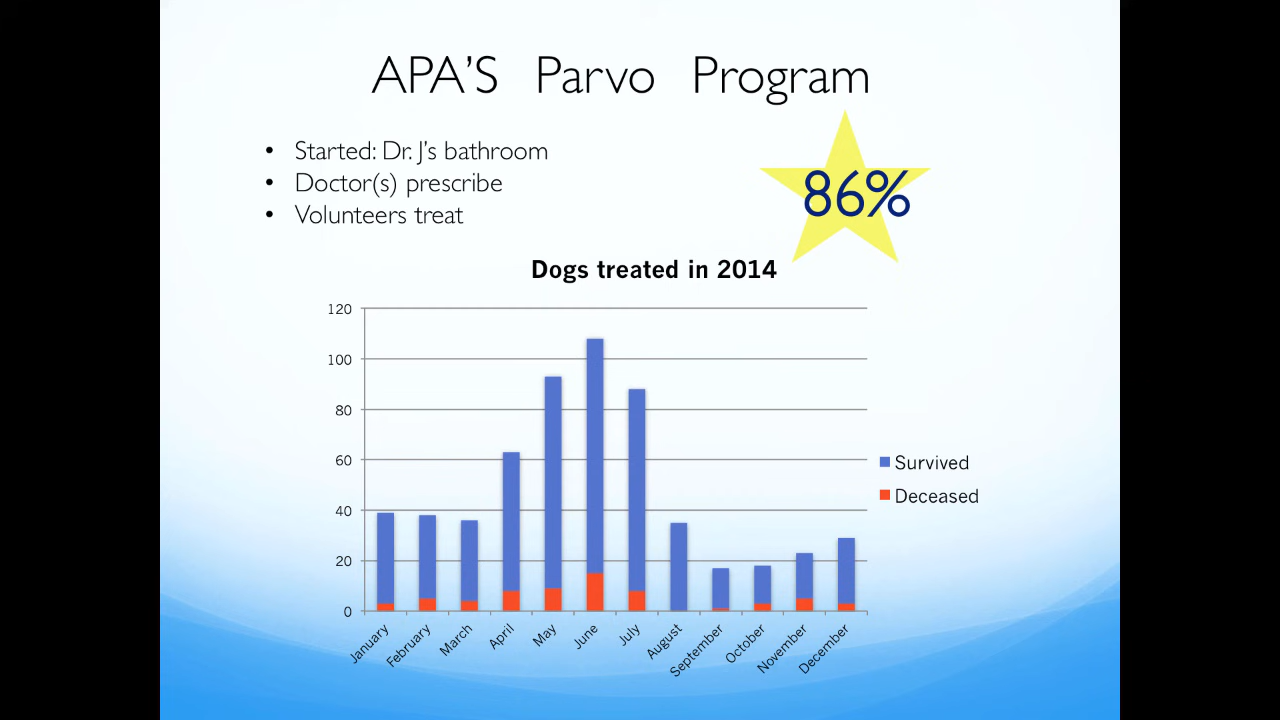 APA'S Parvo Program
• Started: Dr. J's bathroom
• Doctor(s) prescribe
• Volunteers treat
86%
Dogs treated in 2014
120
100
80
60
40
20
0
Survived
Deceased
January
February
March
April
May
June
July
August
September
October
November
December